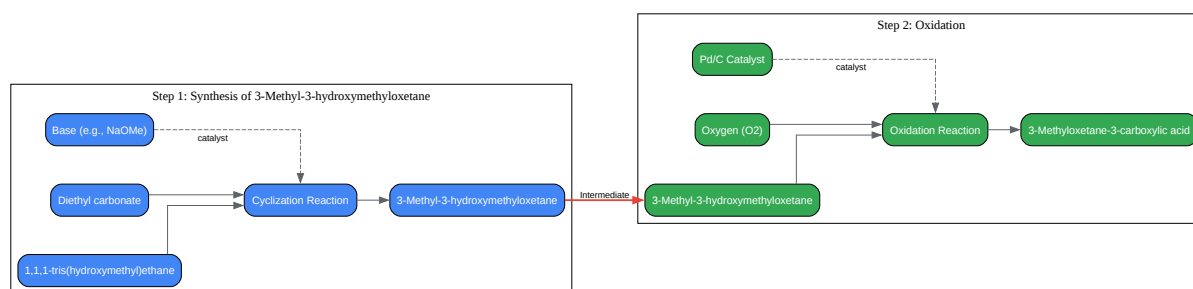 Step 1: Synthesis of 3-Methyl-3-hydroxymethyloxetane
Base (e.g., NaOMe)
catalyst
Diethyl carbonate
Cyclization Reaction
3-Methyl-3-hydroxymethyloxetane
1,1,1-tris(hydroxymethyl)ethane
Intermediate
Step 2: Oxidation
Pd/C Catalyst
catalyst
Oxygen (O2)
Oxidation Reaction
3-Methyloxetane-3-carboxylic acid
3-Methyl-3-hydroxymethyloxetane